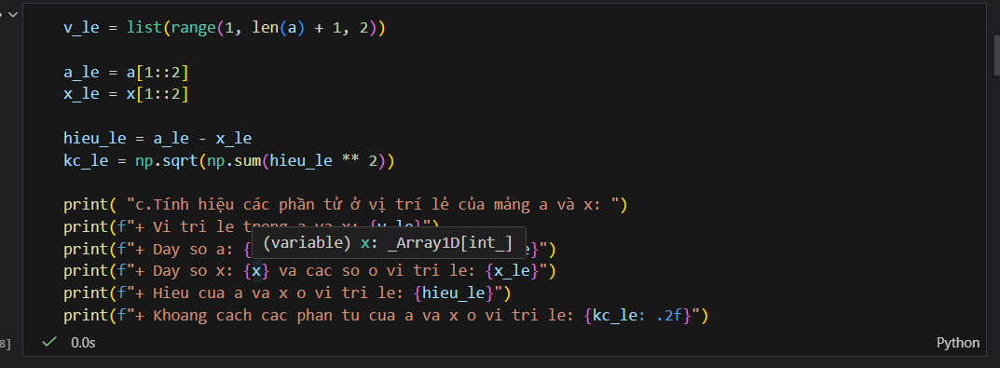 v_le = list(range(1, len(a) + 1, 2))
a_le = a[1::2]
x_le = x[1::2]
hieu_le = a_le - x_le
kc_le = np.sqrt(np.sum(hieu_le ** 2))
print( "c.Tính hiệu các phần tử ở vị trí lẻ của mảng a và x: ")
print(f"+ Vi tri le trong a va x: {v_le}")
(variable) x: _Array1D[int_]
print(f"+ Day so a: { e}")
print(f"+ Day so x: {x} va cac so o vi tri le: {x_le}")
print(f"+ Hieu cua a va x o vi tri le: {hieu_le}")
print(f"+ Khoang cach cac phan tu cua a va x o vi tri le: {kc_le: .2f}")
8] ✓ 0.0s Python